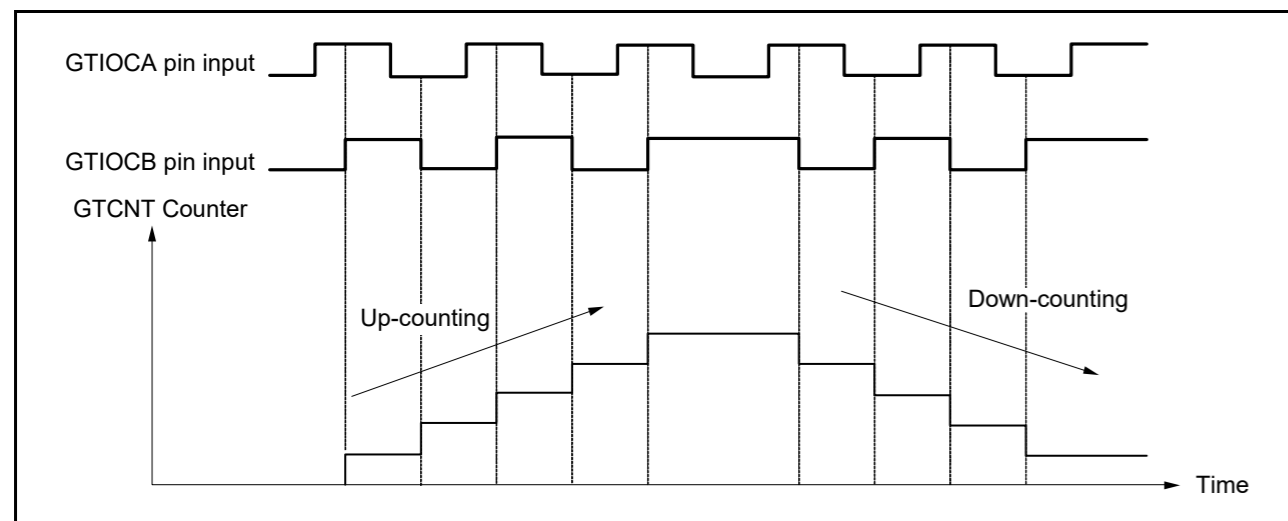 GTIOCA pin input
GTIOCB pin input
GTCNT Counter
Up-counting
Down-counting
Time